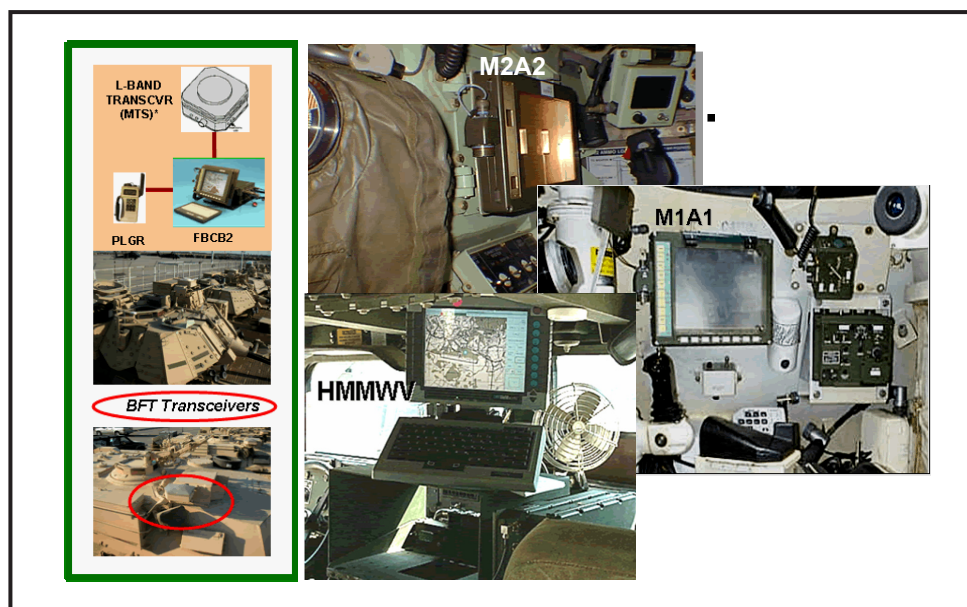 L-BAND
TRANSCVR
(MTS)*
PLGR
FBCB2
BFT Transceivers
M2A2
M1A1
HMMWV